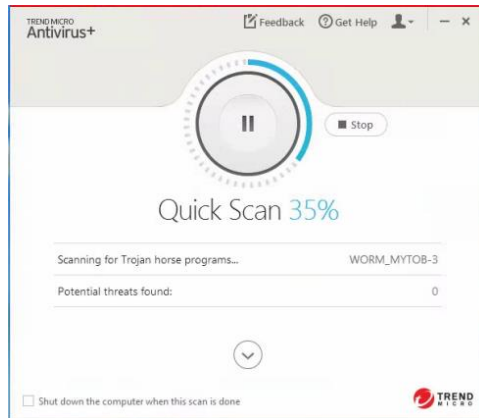 TREND MICRO
Antivirus+
Feedback
Get Help
Stop
Quick Scan 35%
Scanning for Trojan horse programs... WORM_MYTOB-3
Potential threats found: 0
Shut down the computer when this scan is done
TREND
MICRO